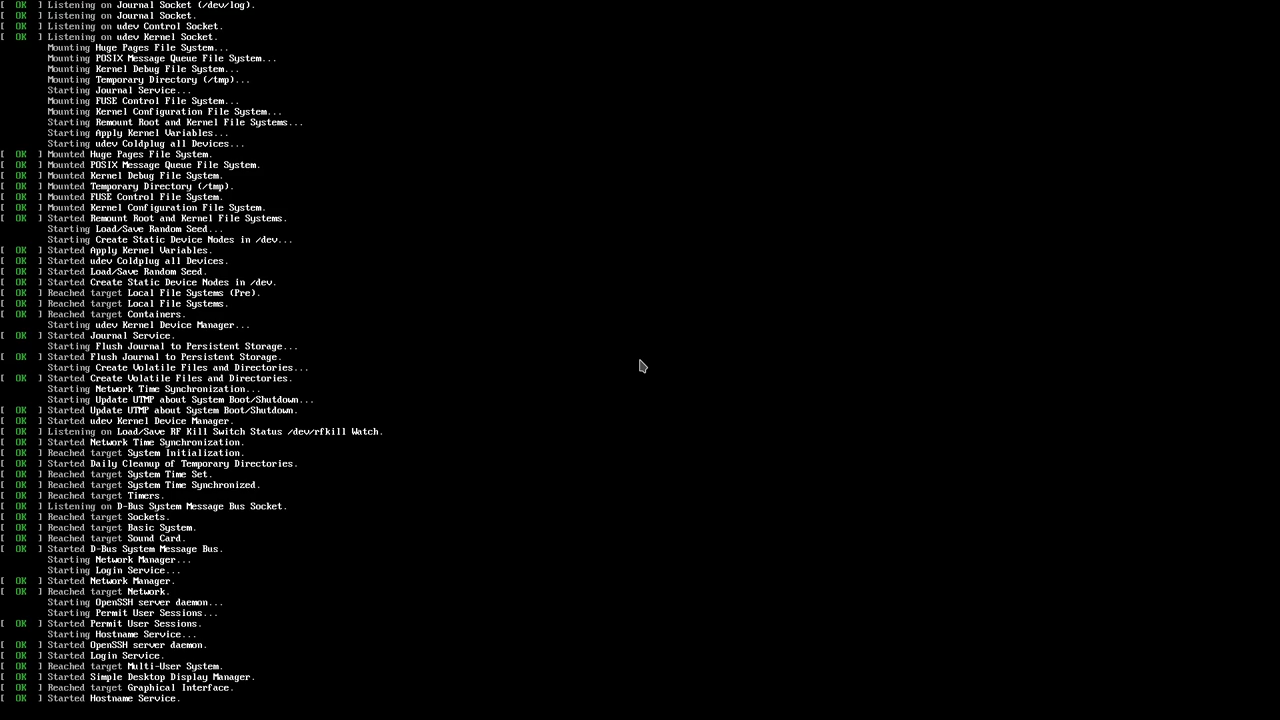 [  OK  ] Listening on Journal Socket (/dev/log).
[  OK  ] Listening on Journal Socket.
[  OK  ] Listening on udev Control Socket.
[  OK  ] Listening on udev Kernel Socket.
         Mounting Huge Pages File System...
         Mounting POSIX Message Queue File System...
         Mounting Kernel Debug File System...
         Mounting Temporary Directory (/tmp)...
         Starting Journal Service...
         Mounting FUSE Control File System...
         Mounting Kernel Configuration File System...
         Starting Remount Root and Kernel File Systems...
         Starting Apply Kernel Variables...
         Starting udev Coldplug all Devices...
[  OK  ] Mounted Huge Pages File System.
[  OK  ] Mounted POSIX Message Queue File System.
[  OK  ] Mounted Kernel Debug File System.
[  OK  ] Mounted Temporary Directory (/tmp).
[  OK  ] Mounted FUSE Control File System.
[  OK  ] Mounted Kernel Configuration File System.
[  OK  ] Started Remount Root and Kernel File Systems.
         Starting Load/Save Random Seed...
         Starting Create Static Device Nodes in /dev...
[  OK  ] Started Apply Kernel Variables.
[  OK  ] Started udev Coldplug all Devices.
[  OK  ] Started Load/Save Random Seed.
[  OK  ] Started Create Static Device Nodes in /dev.
[  OK  ] Reached target Local File Systems (Pre).
[  OK  ] Reached target Local File Systems.
[  OK  ] Reached target Containers.
         Starting udev Kernel Device Manager...
[  OK  ] Started Journal Service.
         Starting Flush Journal to Persistent Storage...
[  OK  ] Started Flush Journal to Persistent Storage.
         Starting Create Volatile Files and Directories...
[  OK  ] Started Create Volatile Files and Directories.
         Starting Network Time Synchronization...
         Starting Update UTMP about System Boot/Shutdown...
[  OK  ] Started Update UTMP about System Boot/Shutdown.
[  OK  ] Started udev Kernel Device Manager.
[  OK  ] Listening on Load/Save RF Kill Switch Status /dev/rfkill Watch.
[  OK  ] Started Network Time Synchronization.
[  OK  ] Reached target System Initialization.
[  OK  ] Started Daily Cleanup of Temporary Directories.
[  OK  ] Reached target System Time Set.
[  OK  ] Reached target System Time Synchronized.
[  OK  ] Reached target Timers.
[  OK  ] Listening on D-Bus System Message Bus Socket.
[  OK  ] Reached target Sockets.
[  OK  ] Reached target Basic System.
[  OK  ] Reached target Sound Card.
[  OK  ] Started D-Bus System Message Bus.
         Starting Network Manager...
         Starting Login Service...
[  OK  ] Started Network Manager.
[  OK  ] Reached target Network.
         Starting OpenSSH server daemon...
         Starting Permit User Sessions...
[  OK  ] Started Permit User Sessions.
         Starting Hostname Service...
[  OK  ] Started OpenSSH server daemon.
[  OK  ] Started Login Service.
[  OK  ] Reached target Multi-User System.
[  OK  ] Started Simple Desktop Display Manager.
[  OK  ] Reached target Graphical Interface.
[  OK  ] Started Hostname Service.